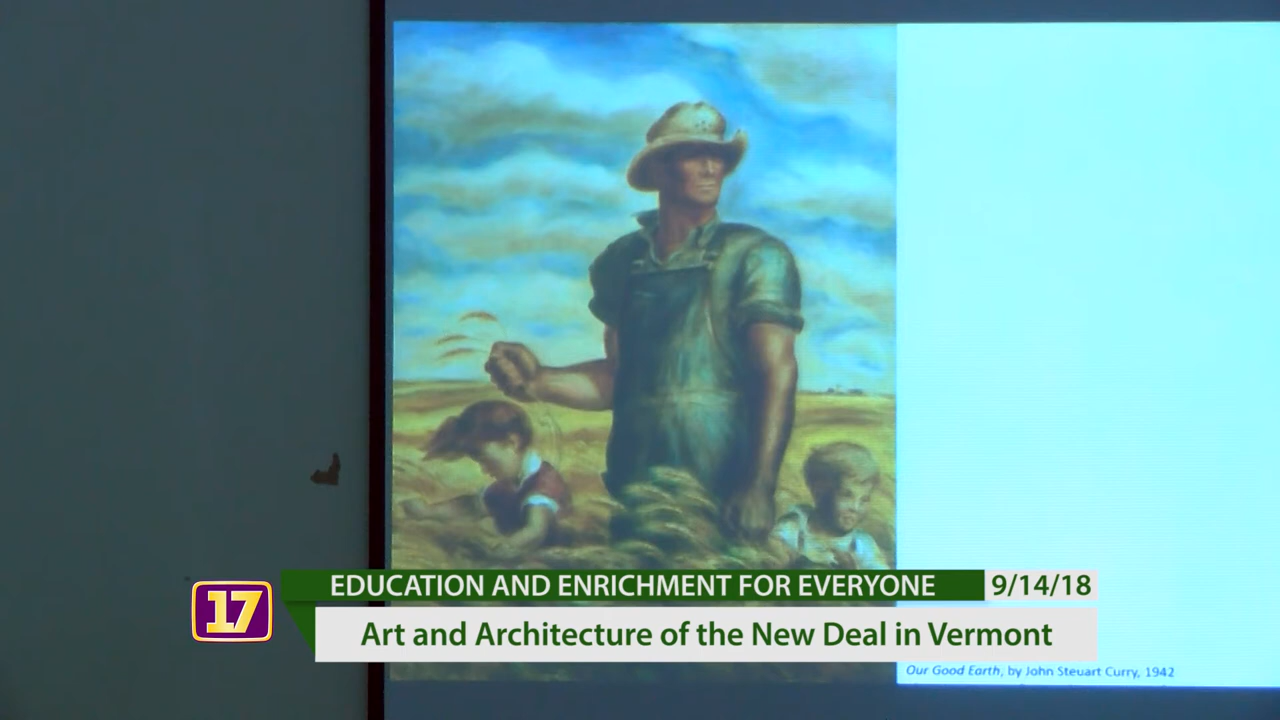 EDUCATION AND ENRICHMENT FOR EVERYONE
9/14/18
17
Art and Architecture of the New Deal in Vermont
Our Good Earth, by John Steuart Curry, 1942